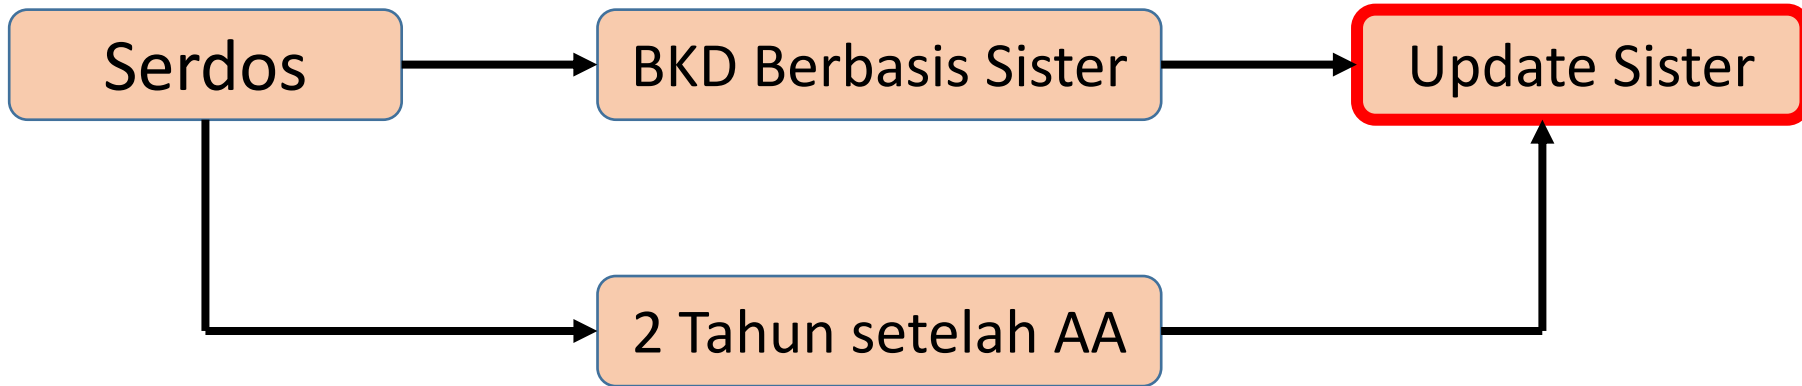 Serdos
BKD Berbasis Sister
Update Sister
2 Tahun setelah AA